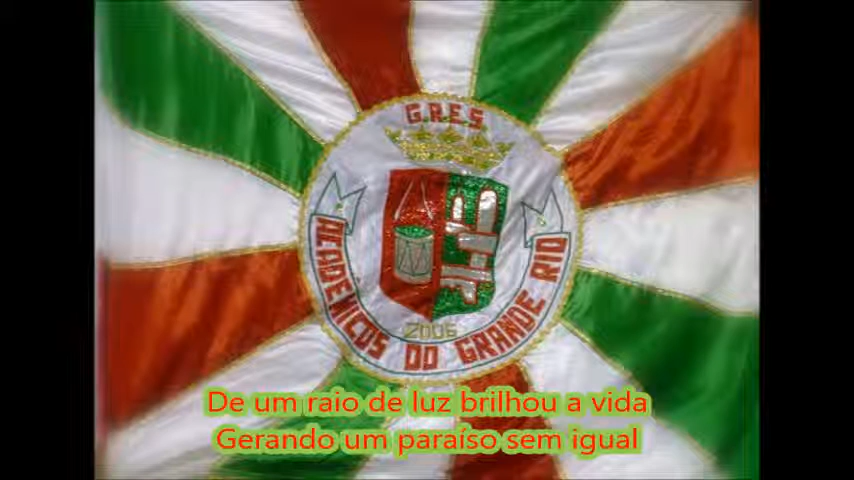 G.R.E.S
ACADÊMICOS DO GRANDE RIO
2006
De um raio de luz brilhou a vida
Gerando um paraíso sem igual